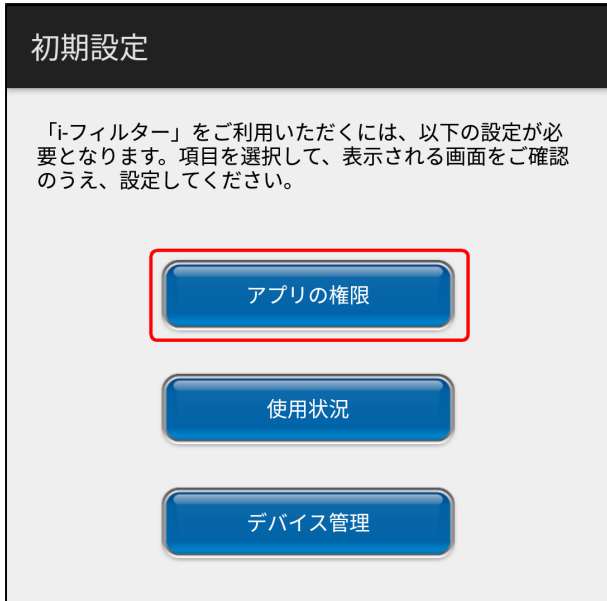 初期設定
「i-フィルター」をご利用いただくには、以下の設定が必
要となります。項目を選択して、表示される画面をご確認
のうえ、設定してください。
アプリの権限
使用状況
デバイス管理